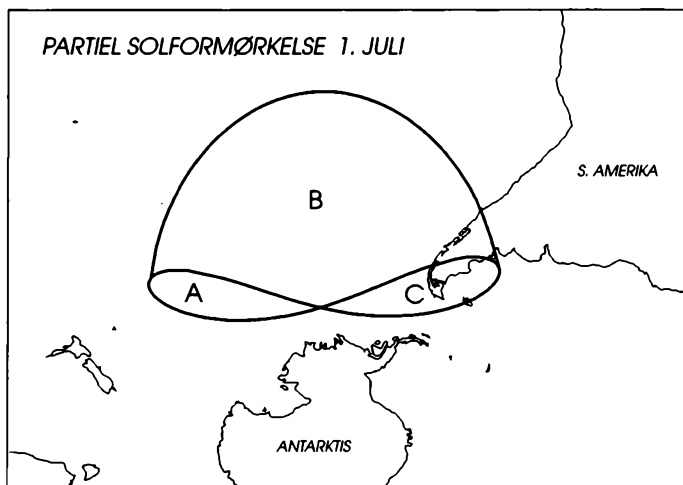 PARTIEL SOLFORMØRKELSE 1. JULI
S. AMERIKA
B
A
C
ANTARKTIS